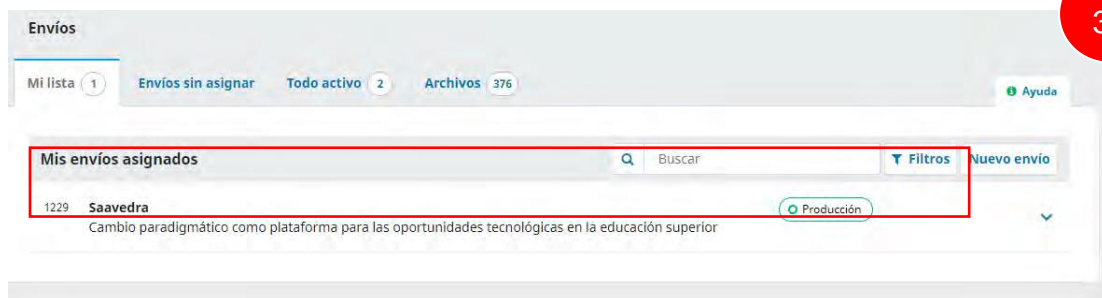 3
Envíos
Mi lista 1 Envíos sin asignar Todo activo 2 Archivos 376
Ayuda
Mis envíos asignados Buscar Filtros Nuevo envío
1229 Saavedra Producción
Cambio paradigmático como plataforma para las oportunidades tecnológicas en la educación superior